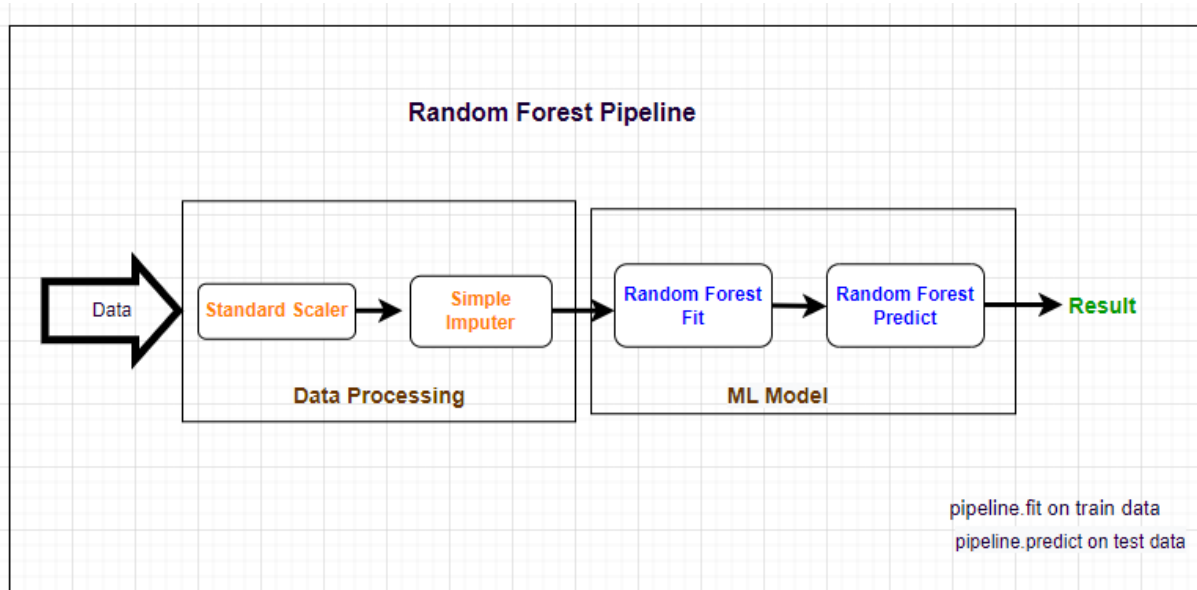 Random Forest Pipeline
Data
Standard Scaler
Simple
Imputer
Random Forest
Fit
Random Forest
Predict
Result
Data Processing
ML Model
pipeline.fit on train data
pipeline.predict on test data